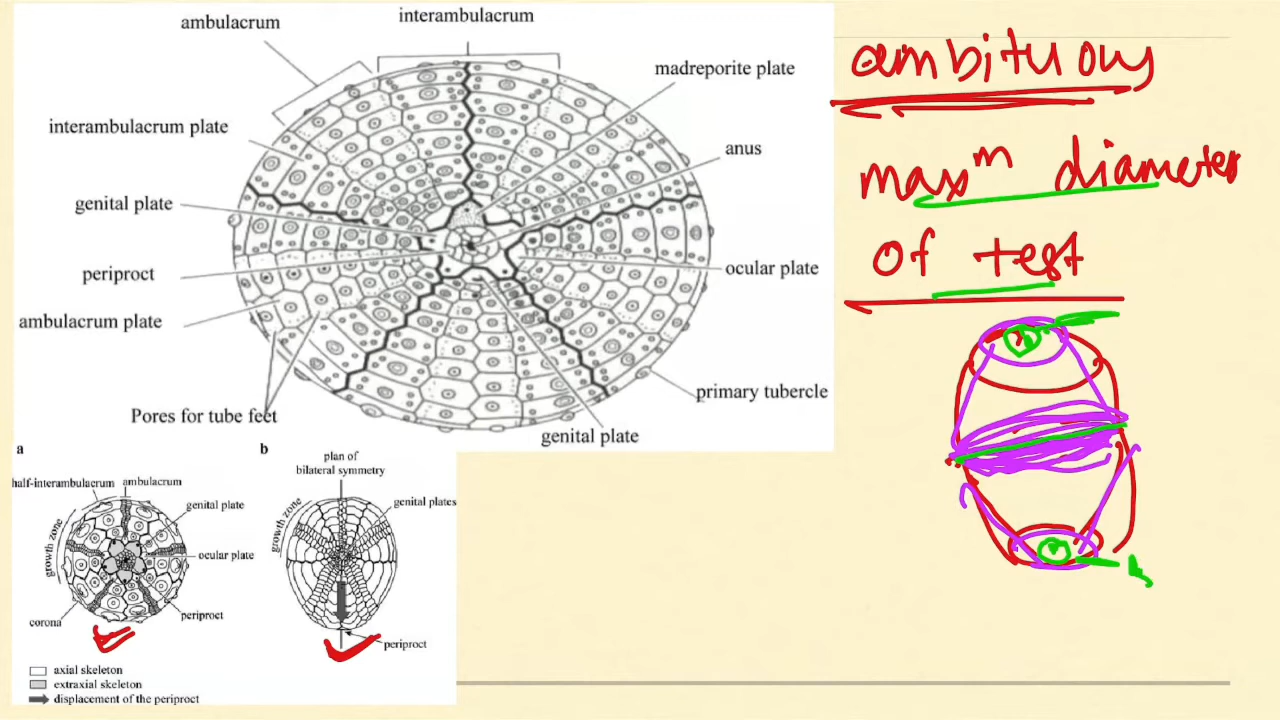 ambulacrum
interambulacrum
madreporite plate
interambulacrum plate
anus
genital plate
periproct
ocular plate
ambulacrum plate
primary tubercle
Pores for tube feet
genital plate
ambituous
max^m diameter
of test
a
half-interambulacrum
ambulacrum
genital plate
growth zone
ocular plate
corona
periproct
b
plan of
bilateral symmetry
genital plates
growth zone
periproct
axial skeleton
extraxial skeleton
displacement of the periproct